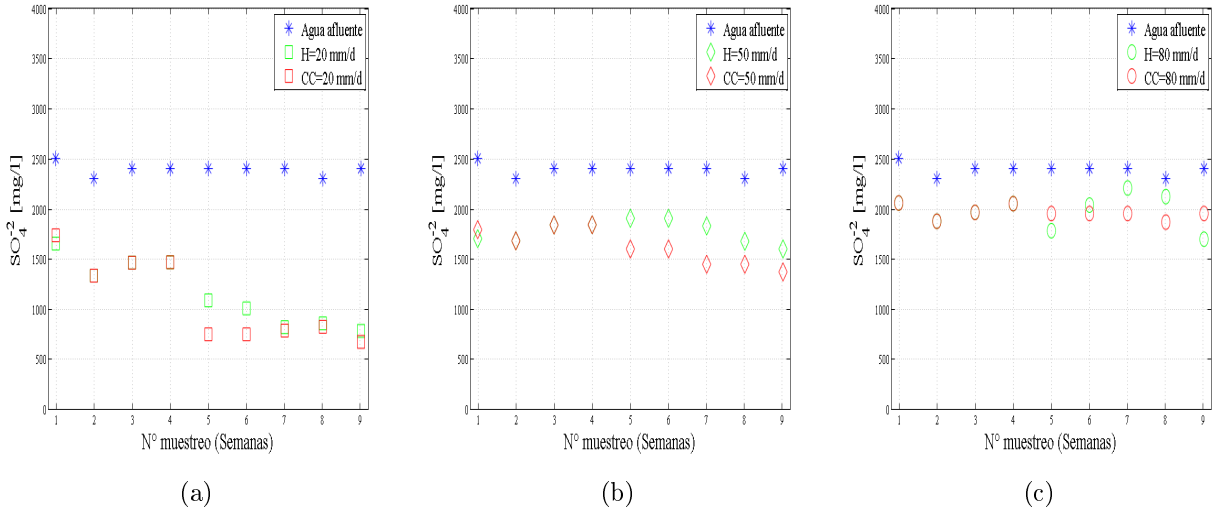 4000
3500
3000
2500
2000
1500
1000
500
0
SO₄⁻² [mg/l]
Agua afluente
H=20 mm/d
CC=20 mm/d
1 2 3 4 5 6 7 8 9
N° muestreo (Semanas)
(a)
4000
3500
3000
2500
2000
1500
1000
500
0
SO₄⁻² [mg/l]
Agua afluente
H=50 mm/d
CC=50 mm/d
1 2 3 4 5 6 7 8 9
N° muestreo (Semanas)
(b)
4000
3500
3000
2500
2000
1500
1000
500
0
SO₄⁻² [mg/l]
Agua afluente
H=80 mm/d
CC=80 mm/d
1 2 3 4 5 6 7 8 9
N° muestreo (Semanas)
(c)